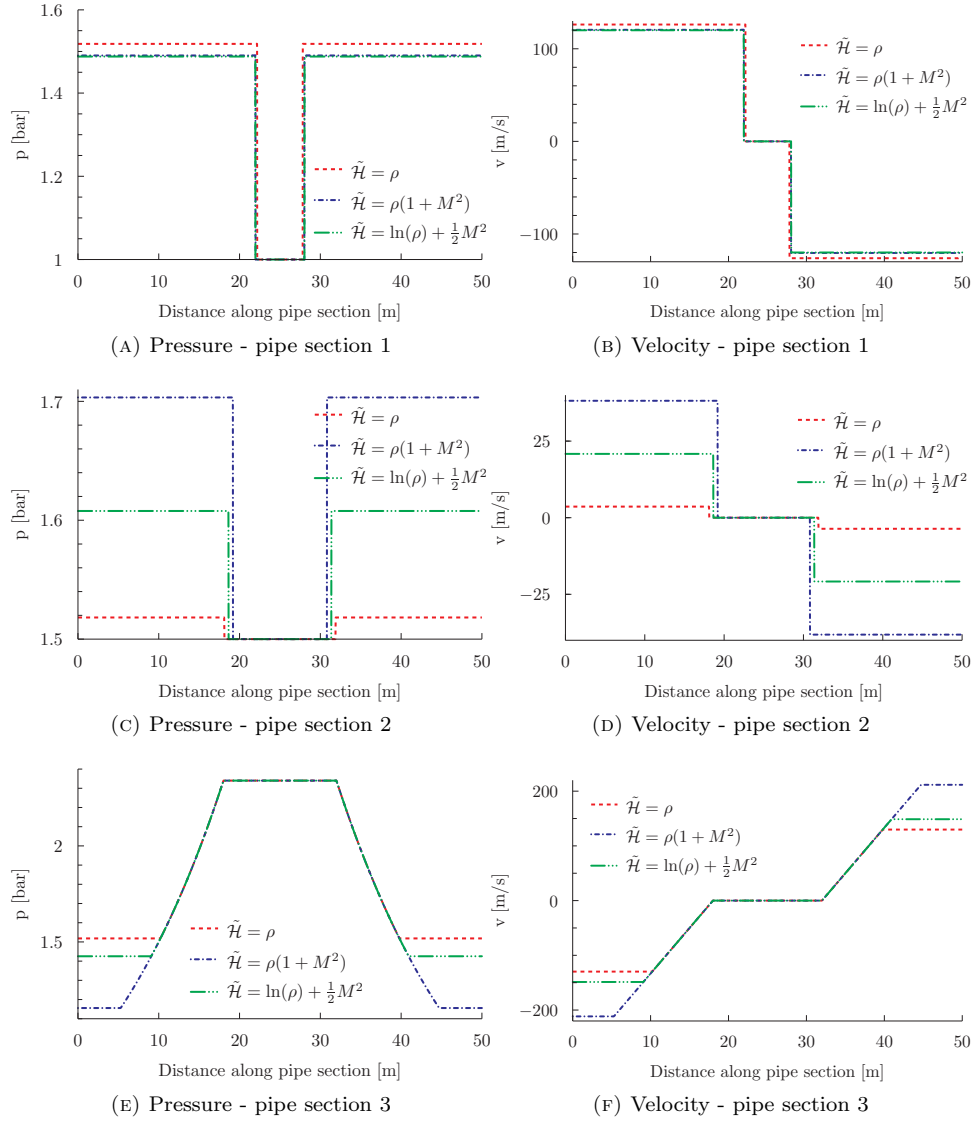 1.6
1.4
1.2
1
p [bar]
H̃ = ρ
H̃ = ρ(1 + M²)
H̃ = ln(ρ) + ½M²
0 10 20 30 40 50
Distance along pipe section [m]
(A) Pressure - pipe section 1
100
0
−100
v [m/s]
H̃ = ρ
H̃ = ρ(1 + M²)
H̃ = ln(ρ) + ½M²
0 10 20 30 40 50
Distance along pipe section [m]
(B) Velocity - pipe section 1
1.7
1.6
1.5
p [bar]
H̃ = ρ
H̃ = ρ(1 + M²)
H̃ = ln(ρ) + ½M²
0 10 20 30 40 50
Distance along pipe section [m]
(C) Pressure - pipe section 2
25
0
−25
v [m/s]
H̃ = ρ
H̃ = ρ(1 + M²)
H̃ = ln(ρ) + ½M²
0 10 20 30 40 50
Distance along pipe section [m]
(D) Velocity - pipe section 2
2
1.5
p [bar]
H̃ = ρ
H̃ = ρ(1 + M²)
H̃ = ln(ρ) + ½M²
0 10 20 30 40 50
Distance along pipe section [m]
(E) Pressure - pipe section 3
200
0
−200
v [m/s]
H̃ = ρ
H̃ = ρ(1 + M²)
H̃ = ln(ρ) + ½M²
0 10 20 30 40 50
Distance along pipe section [m]
(F) Velocity - pipe section 3